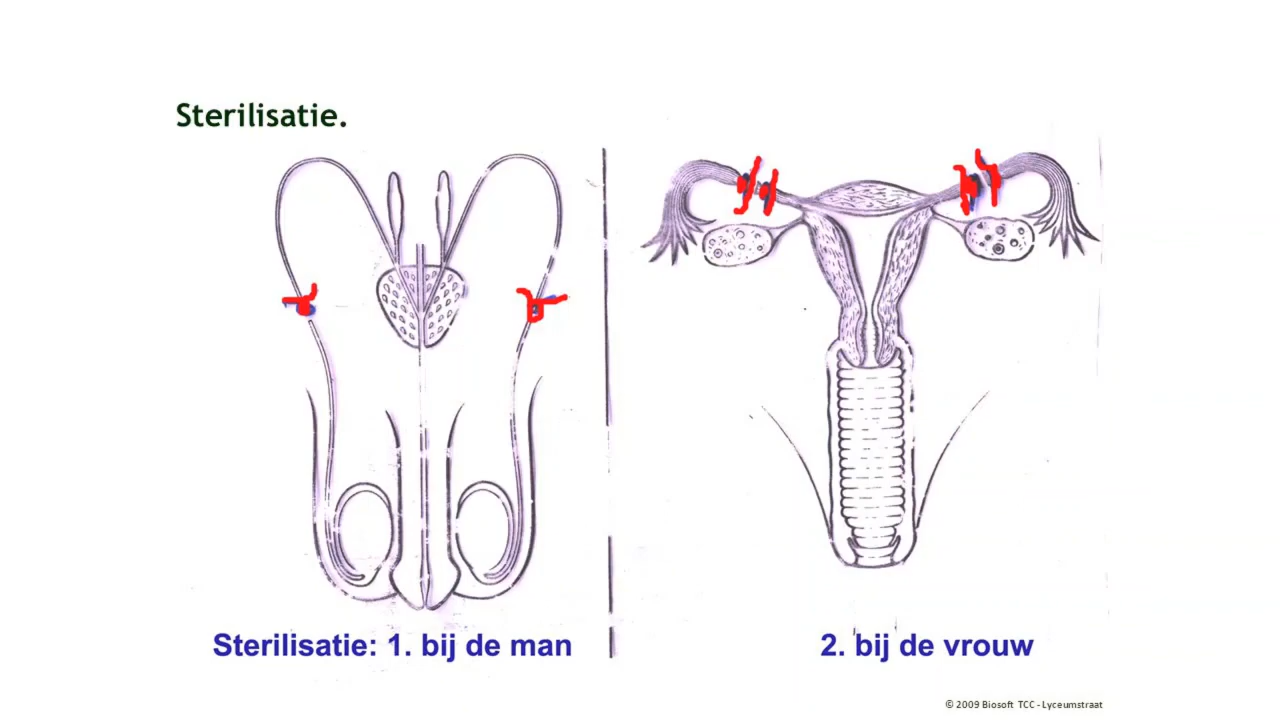 Sterilisatie.
Sterilisatie: 1. bij de man
2. bij de vrouw
© 2009 Biosoft TCC - Lyceumstraat